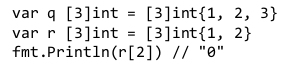 var q [3]int = [3]int{1, 2, 3}
var r [3]int = [3]int{1, 2}
fmt.Println(r[2]) // "0"